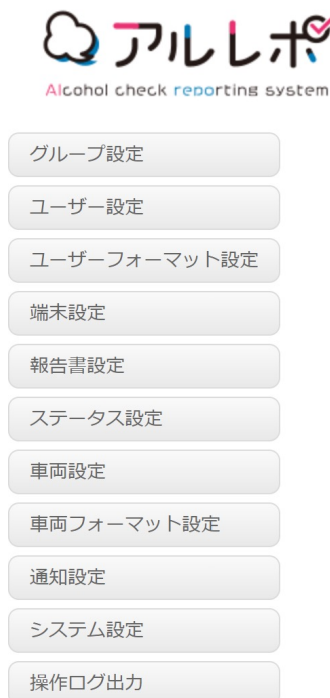 アルレポ
Alcohol check reporting system
グループ設定
ユーザー設定
ユーザーフォーマット設定
端末設定
報告書設定
ステータス設定
車両設定
車両フォーマット設定
通知設定
システム設定
操作ログ出力